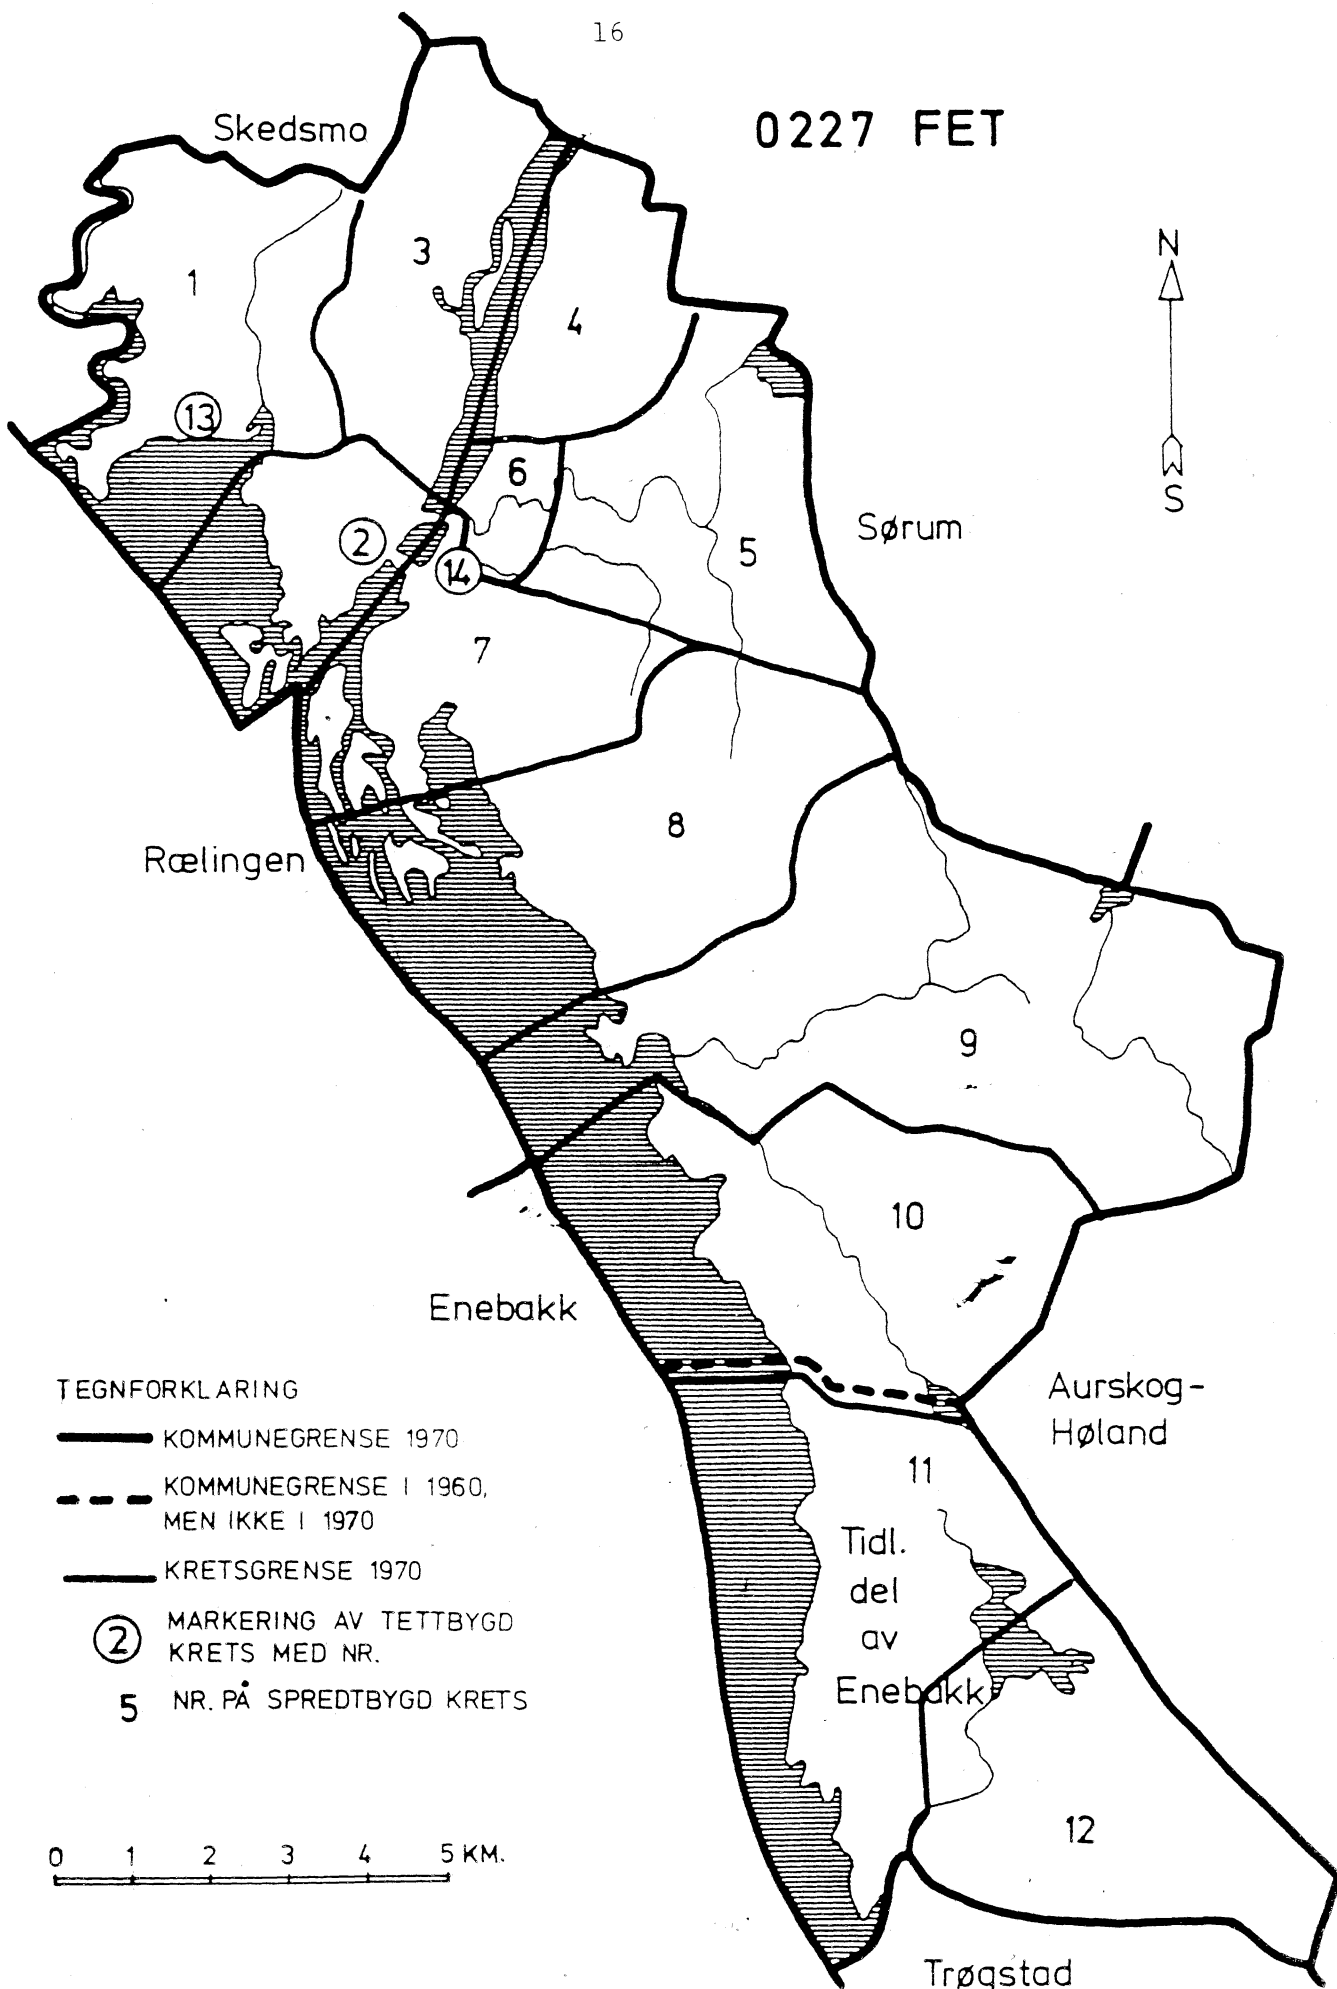 16
0227 FET
Skedsmo
N
S
1
3
4
13
6
2
14
5
Sørum
7
8
Rælingen
9
10
Enebakk
Aurskog-
Høland
11
Tidl.
del
av
Enebakk
12
Trøgstad
TEGNFORKLARING
KOMMUNEGRENSE 1970
KOMMUNEGRENSE I 1960,
MEN IKKE I 1970
KRETSGRENSE 1970
2 MARKERING AV TETTBYGD
KRETS MED NR.
5 NR. PÅ SPREDTBYGD KRETS
0 1 2 3 4 5 KM.